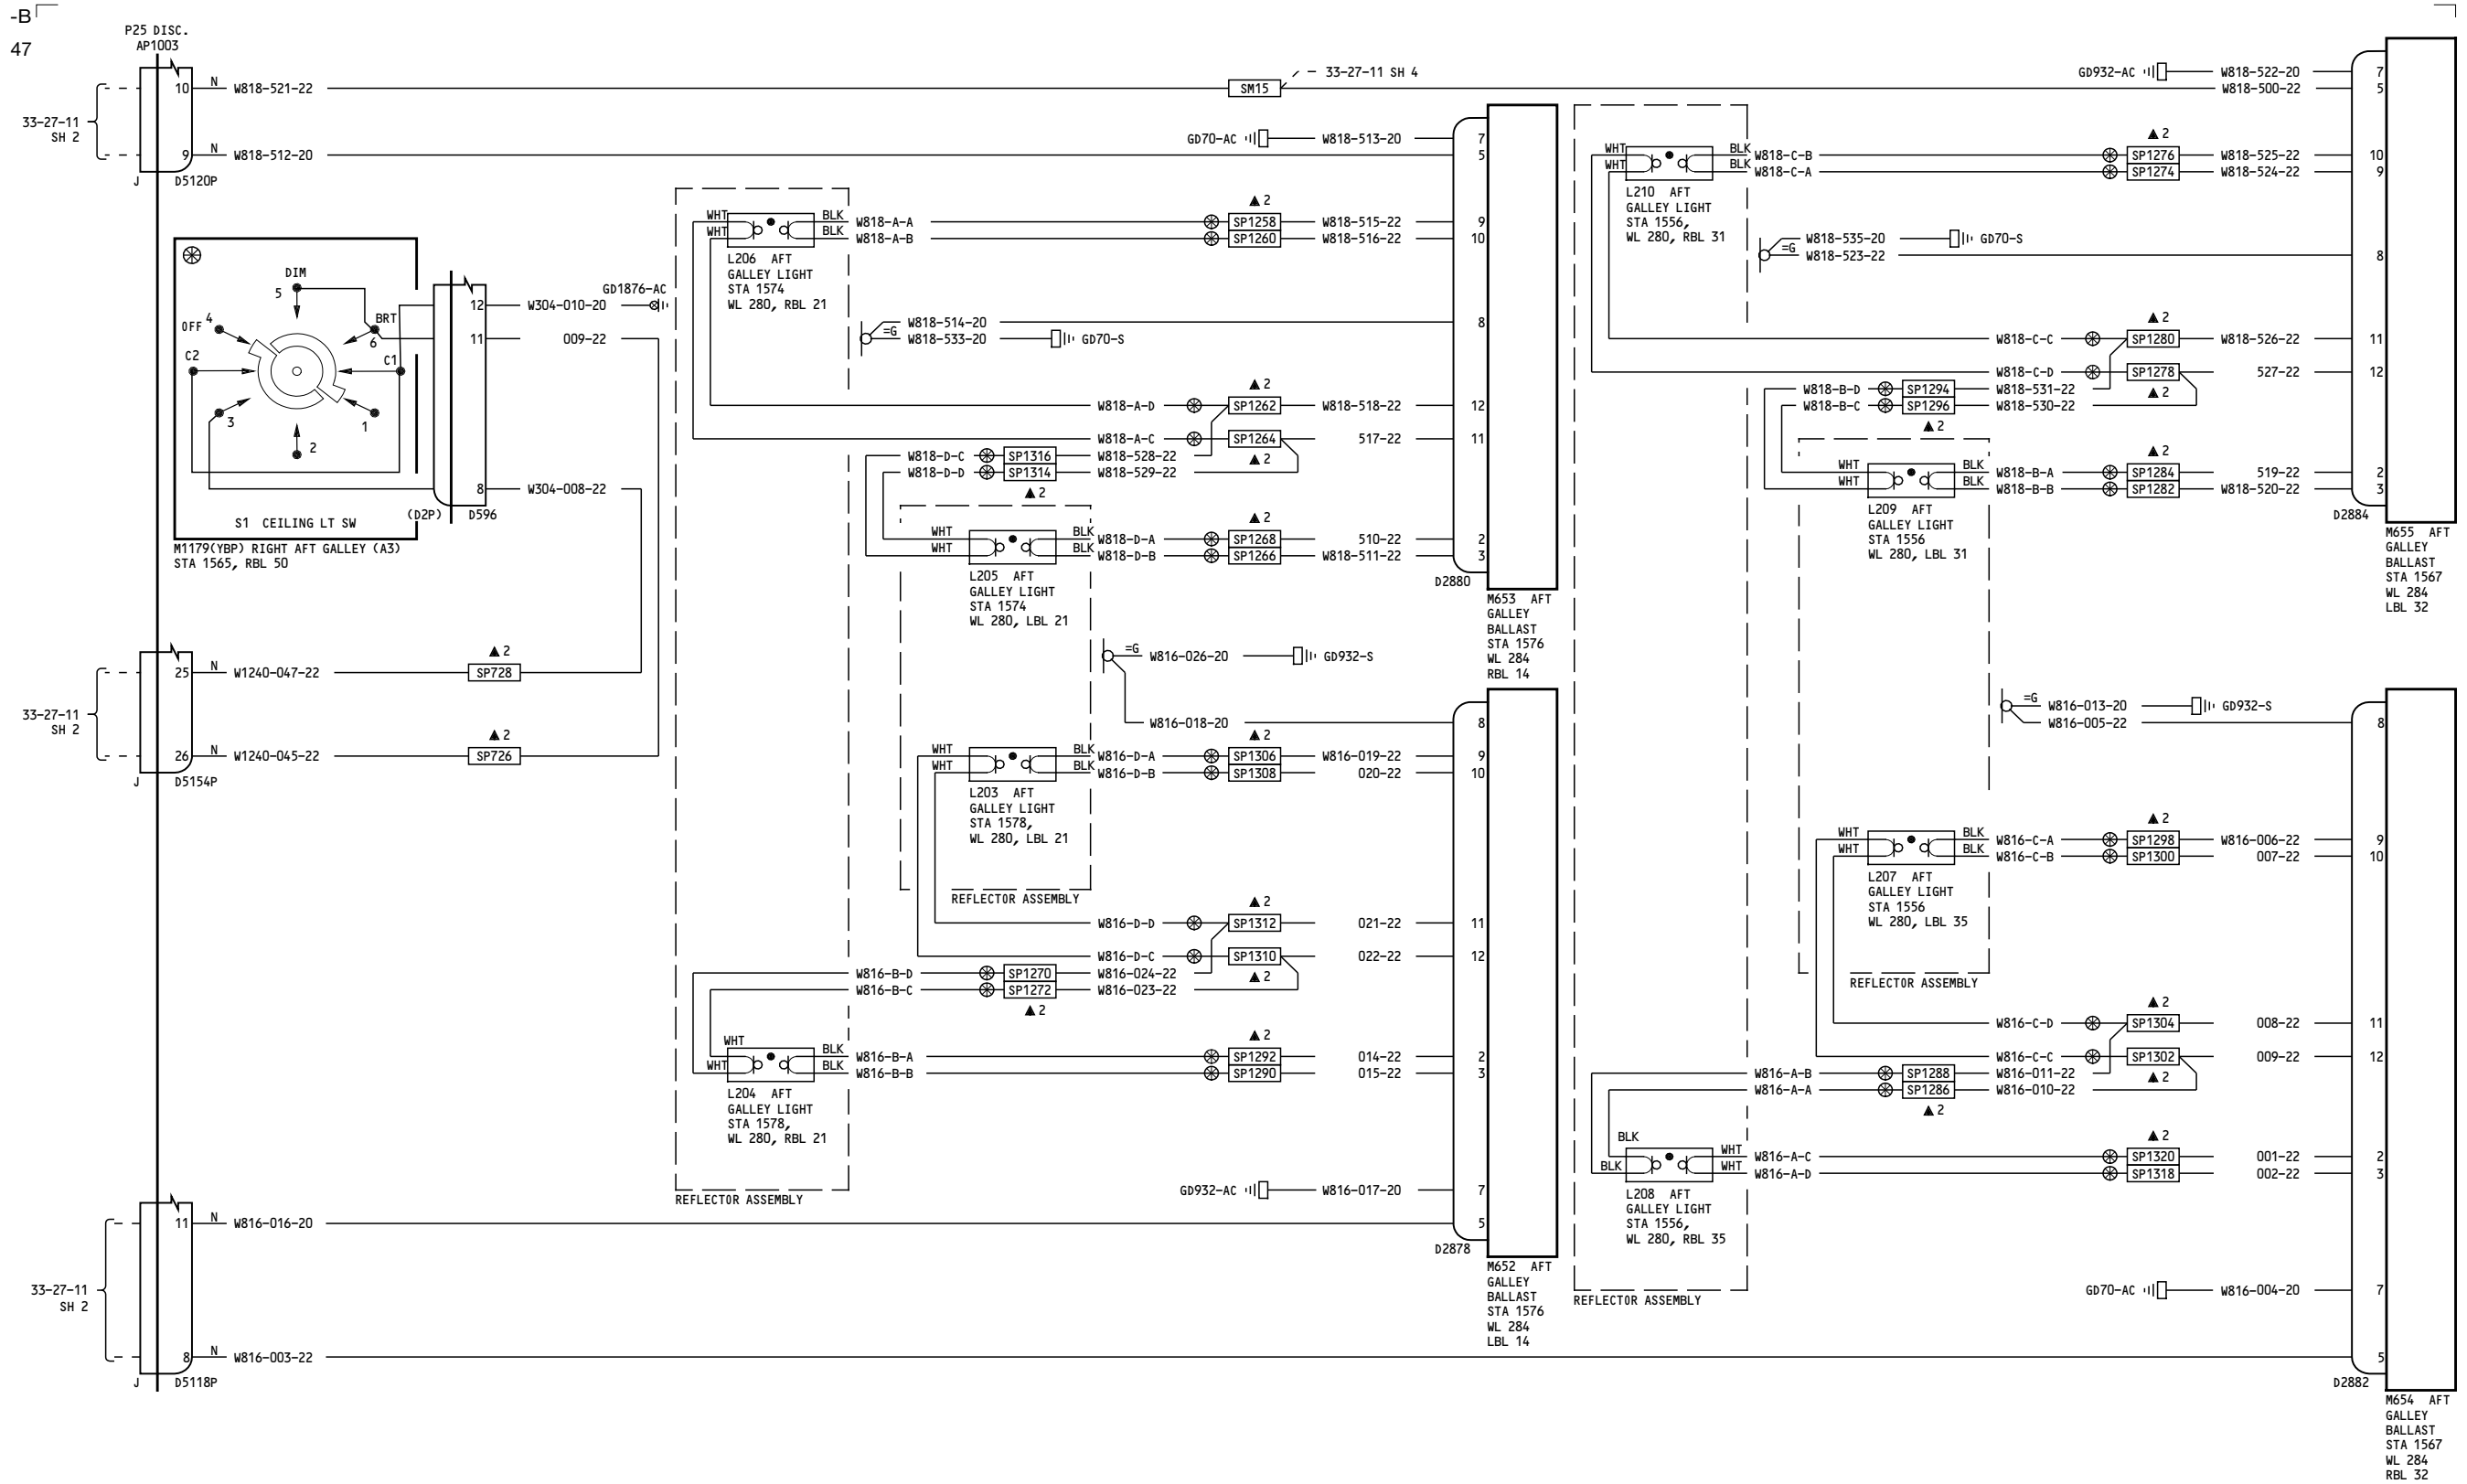 -B
47
P25 DISC.
AP1003
33-27-11
SH 2
10
N
W818-521-22
9
N
W818-512-20
J
D5120P
SM15
33-27-11 SH 4
DIM
5
OFF 4
BRT
6
C2
C1
3
2
1
S1 CEILING LT SW
M1179(YBP) RIGHT AFT GALLEY (A3)
STA 1565, RBL 50
12
11
8
(D2P)
D596
W304-010-20
GD1876-AC
009-22
W304-008-22
33-27-11
SH 2
25
N
W1240-047-22
2
SP728
26
N
W1240-045-22
2
SP726
J
D5154P
33-27-11
SH 2
11
N
W816-016-20
8
N
W816-003-22
J
D5118P
GD70-AC
W818-513-20
7
5
WHT
WHT
BLK
BLK
W818-A-A
W818-A-B
L206 AFT
GALLEY LIGHT
STA 1574
WL 280, RBL 21
2
SP1258
SP1260
W818-515-22
W818-516-22
9
10
=G
W818-514-20
W818-533-20
GD70-S
8
2
W818-A-D
SP1262
W818-518-22
12
W818-A-C
SP1264
517-22
11
2
W818-D-C
SP1316
W818-528-22
W818-D-D
SP1314
W818-529-22
2
WHT
WHT
BLK
BLK
W818-D-A
W818-D-B
2
SP1268
SP1266
510-22
W818-511-22
2
3
L205 AFT
GALLEY LIGHT
STA 1574
WL 280, LBL 21
D2880
M653 AFT
GALLEY
BALLAST
STA 1576
WL 284
RBL 14
=G
W816-026-20
GD932-S
W816-018-20
8
WHT
WHT
BLK
BLK
W816-D-A
W816-D-B
2
SP1306
SP1308
W816-019-22
020-22
9
10
L203 AFT
GALLEY LIGHT
STA 1578,
WL 280, LBL 21
REFLECTOR ASSEMBLY
2
W816-D-D
SP1312
021-22
11
W816-D-C
SP1310
022-22
12
2
W816-B-D
SP1270
W816-024-22
W816-B-C
SP1272
W816-023-22
2
WHT
WHT
BLK
BLK
W816-B-A
W816-B-B
2
SP1292
SP1290
014-22
015-22
2
3
L204 AFT
GALLEY LIGHT
STA 1578,
WL 280, RBL 21
REFLECTOR ASSEMBLY
GD932-AC
W816-017-20
7
5
D2878
M652 AFT
GALLEY
BALLAST
STA 1576
WL 284
LBL 14
GD932-AC
W818-522-20
7
W818-500-22
5
WHT
WHT
BLK
BLK
W818-C-B
W818-C-A
2
SP1276
SP1274
W818-525-22
W818-524-22
10
9
L210 AFT
GALLEY LIGHT
STA 1556,
WL 280, RBL 31
=G
W818-535-20
GD70-S
W818-523-22
8
2
W818-C-C
SP1280
W818-526-22
11
W818-C-D
SP1278
527-22
12
2
W818-B-D
SP1294
W818-531-22
W818-B-C
SP1296
W818-530-22
2
WHT
WHT
BLK
BLK
W818-B-A
W818-B-B
2
SP1284
SP1282
519-22
W818-520-22
2
3
L209 AFT
GALLEY LIGHT
STA 1556
WL 280, LBL 31
D2884
M655 AFT
GALLEY
BALLAST
STA 1567
WL 284
LBL 32
=G
W816-013-20
GD932-S
W816-005-22
8
WHT
WHT
BLK
BLK
W816-C-A
W816-C-B
2
SP1298
SP1300
W816-006-22
007-22
9
10
L207 AFT
GALLEY LIGHT
STA 1556
WL 280, LBL 35
REFLECTOR ASSEMBLY
2
W816-C-D
SP1304
008-22
11
W816-C-C
SP1302
009-22
12
2
W816-A-B
SP1288
W816-011-22
W816-A-A
SP1286
W816-010-22
2
BLK
BLK
WHT
WHT
W816-A-C
W816-A-D
2
SP1320
SP1318
001-22
002-22
2
3
L208 AFT
GALLEY LIGHT
STA 1556,
WL 280, RBL 35
REFLECTOR ASSEMBLY
GD70-AC
W816-004-20
7
5
D2882
M654 AFT
GALLEY
BALLAST
STA 1567
WL 284
RBL 32